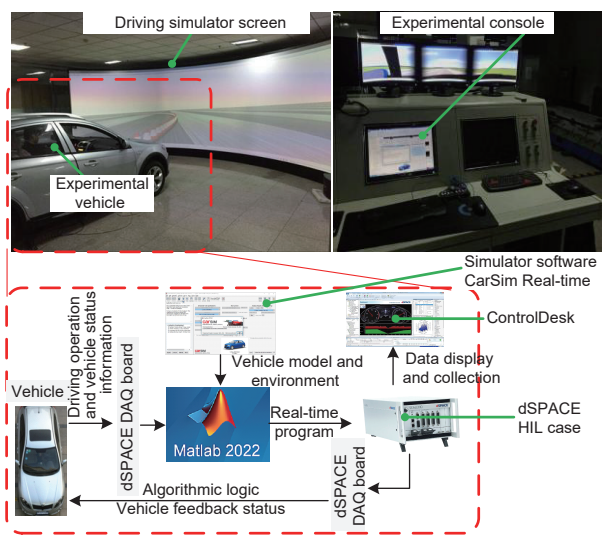 Driving simulator screen
Experimental console
Experimental
vehicle
Simulator software
CarSim Real-time
ControlDesk
Driving operation
and vehicle status
information
dSPACE DAQ board
Vehicle model and
environment
Data display
and collection
Vehicle
Matlab 2022
Real-time
program
dSPACE
HIL case
dSPACE
DAQ board
Algorithmic logic
Vehicle feedback status